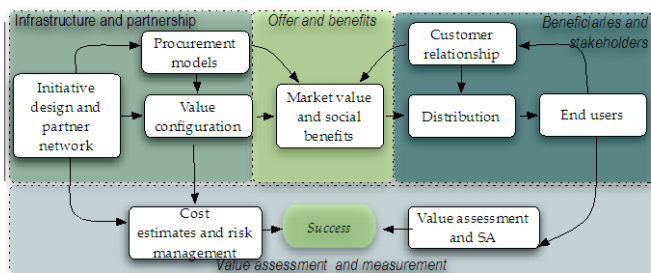 Infrastructure and partnership
Offer and benefits
Beneficiaries and
stakeholders
Procurement
models
Customer
relationship
Initiative
design and
partner
network
Value
configuration
Market value
and social
benefits
Distribution
End users
Cost
estimates and risk
management
Success
Value assessment
and SA
Value assessment and measurement